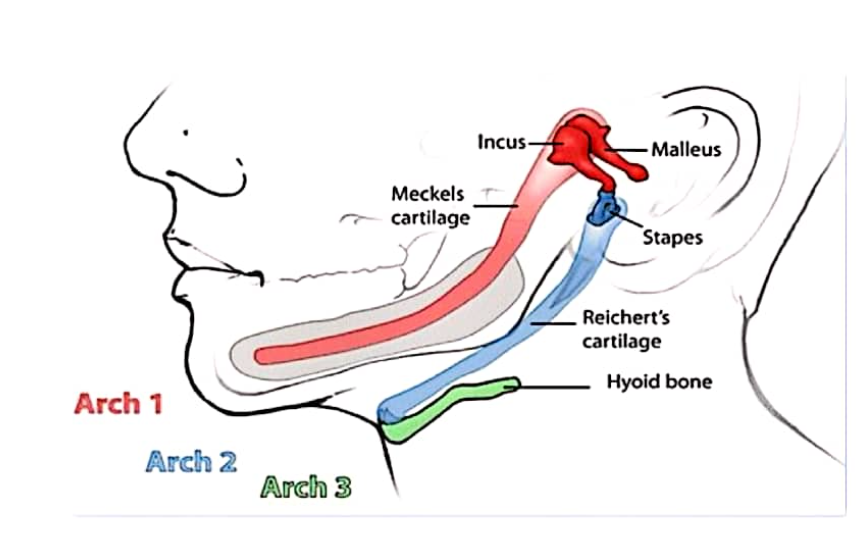 Incus
Malleus
Meckels
cartilage
Stapes
Reichert's
cartilage
Hyoid bone
Arch 1
Arch 2
Arch 3